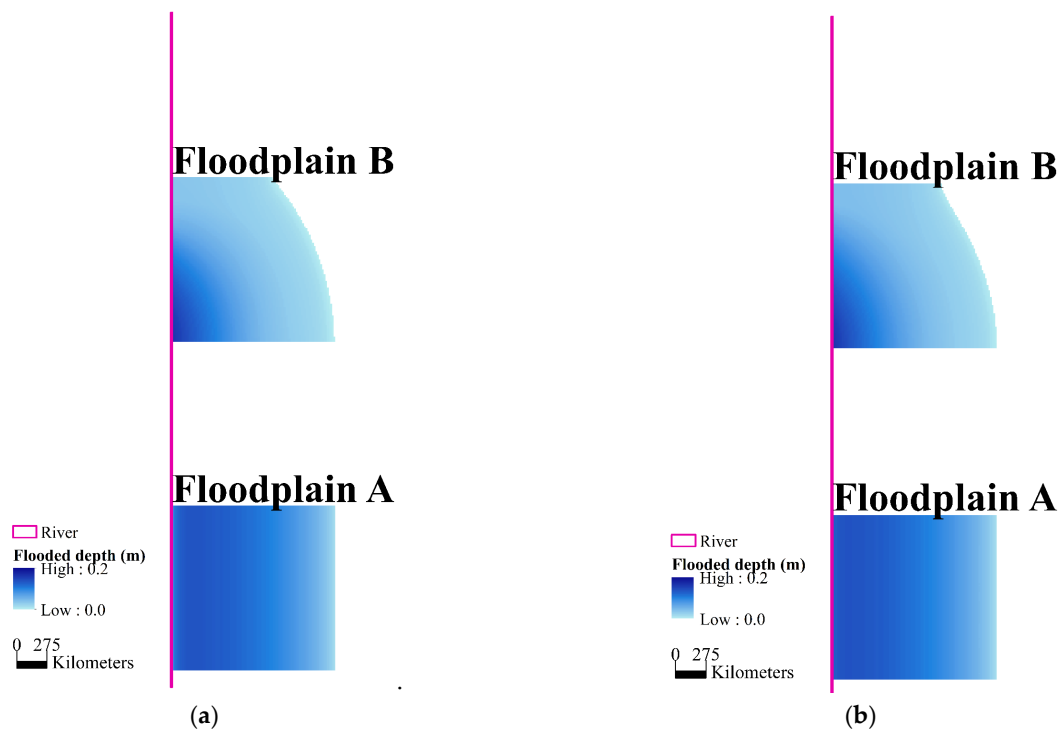 Floodplain B
Floodplain A
River
Flooded depth (m)
High : 0.2
Low : 0.0
0 275
Kilometers
(a)
Floodplain B
Floodplain A
River
Flooded depth (m)
High : 0.2
Low : 0.0
0 275
Kilometers
(b)